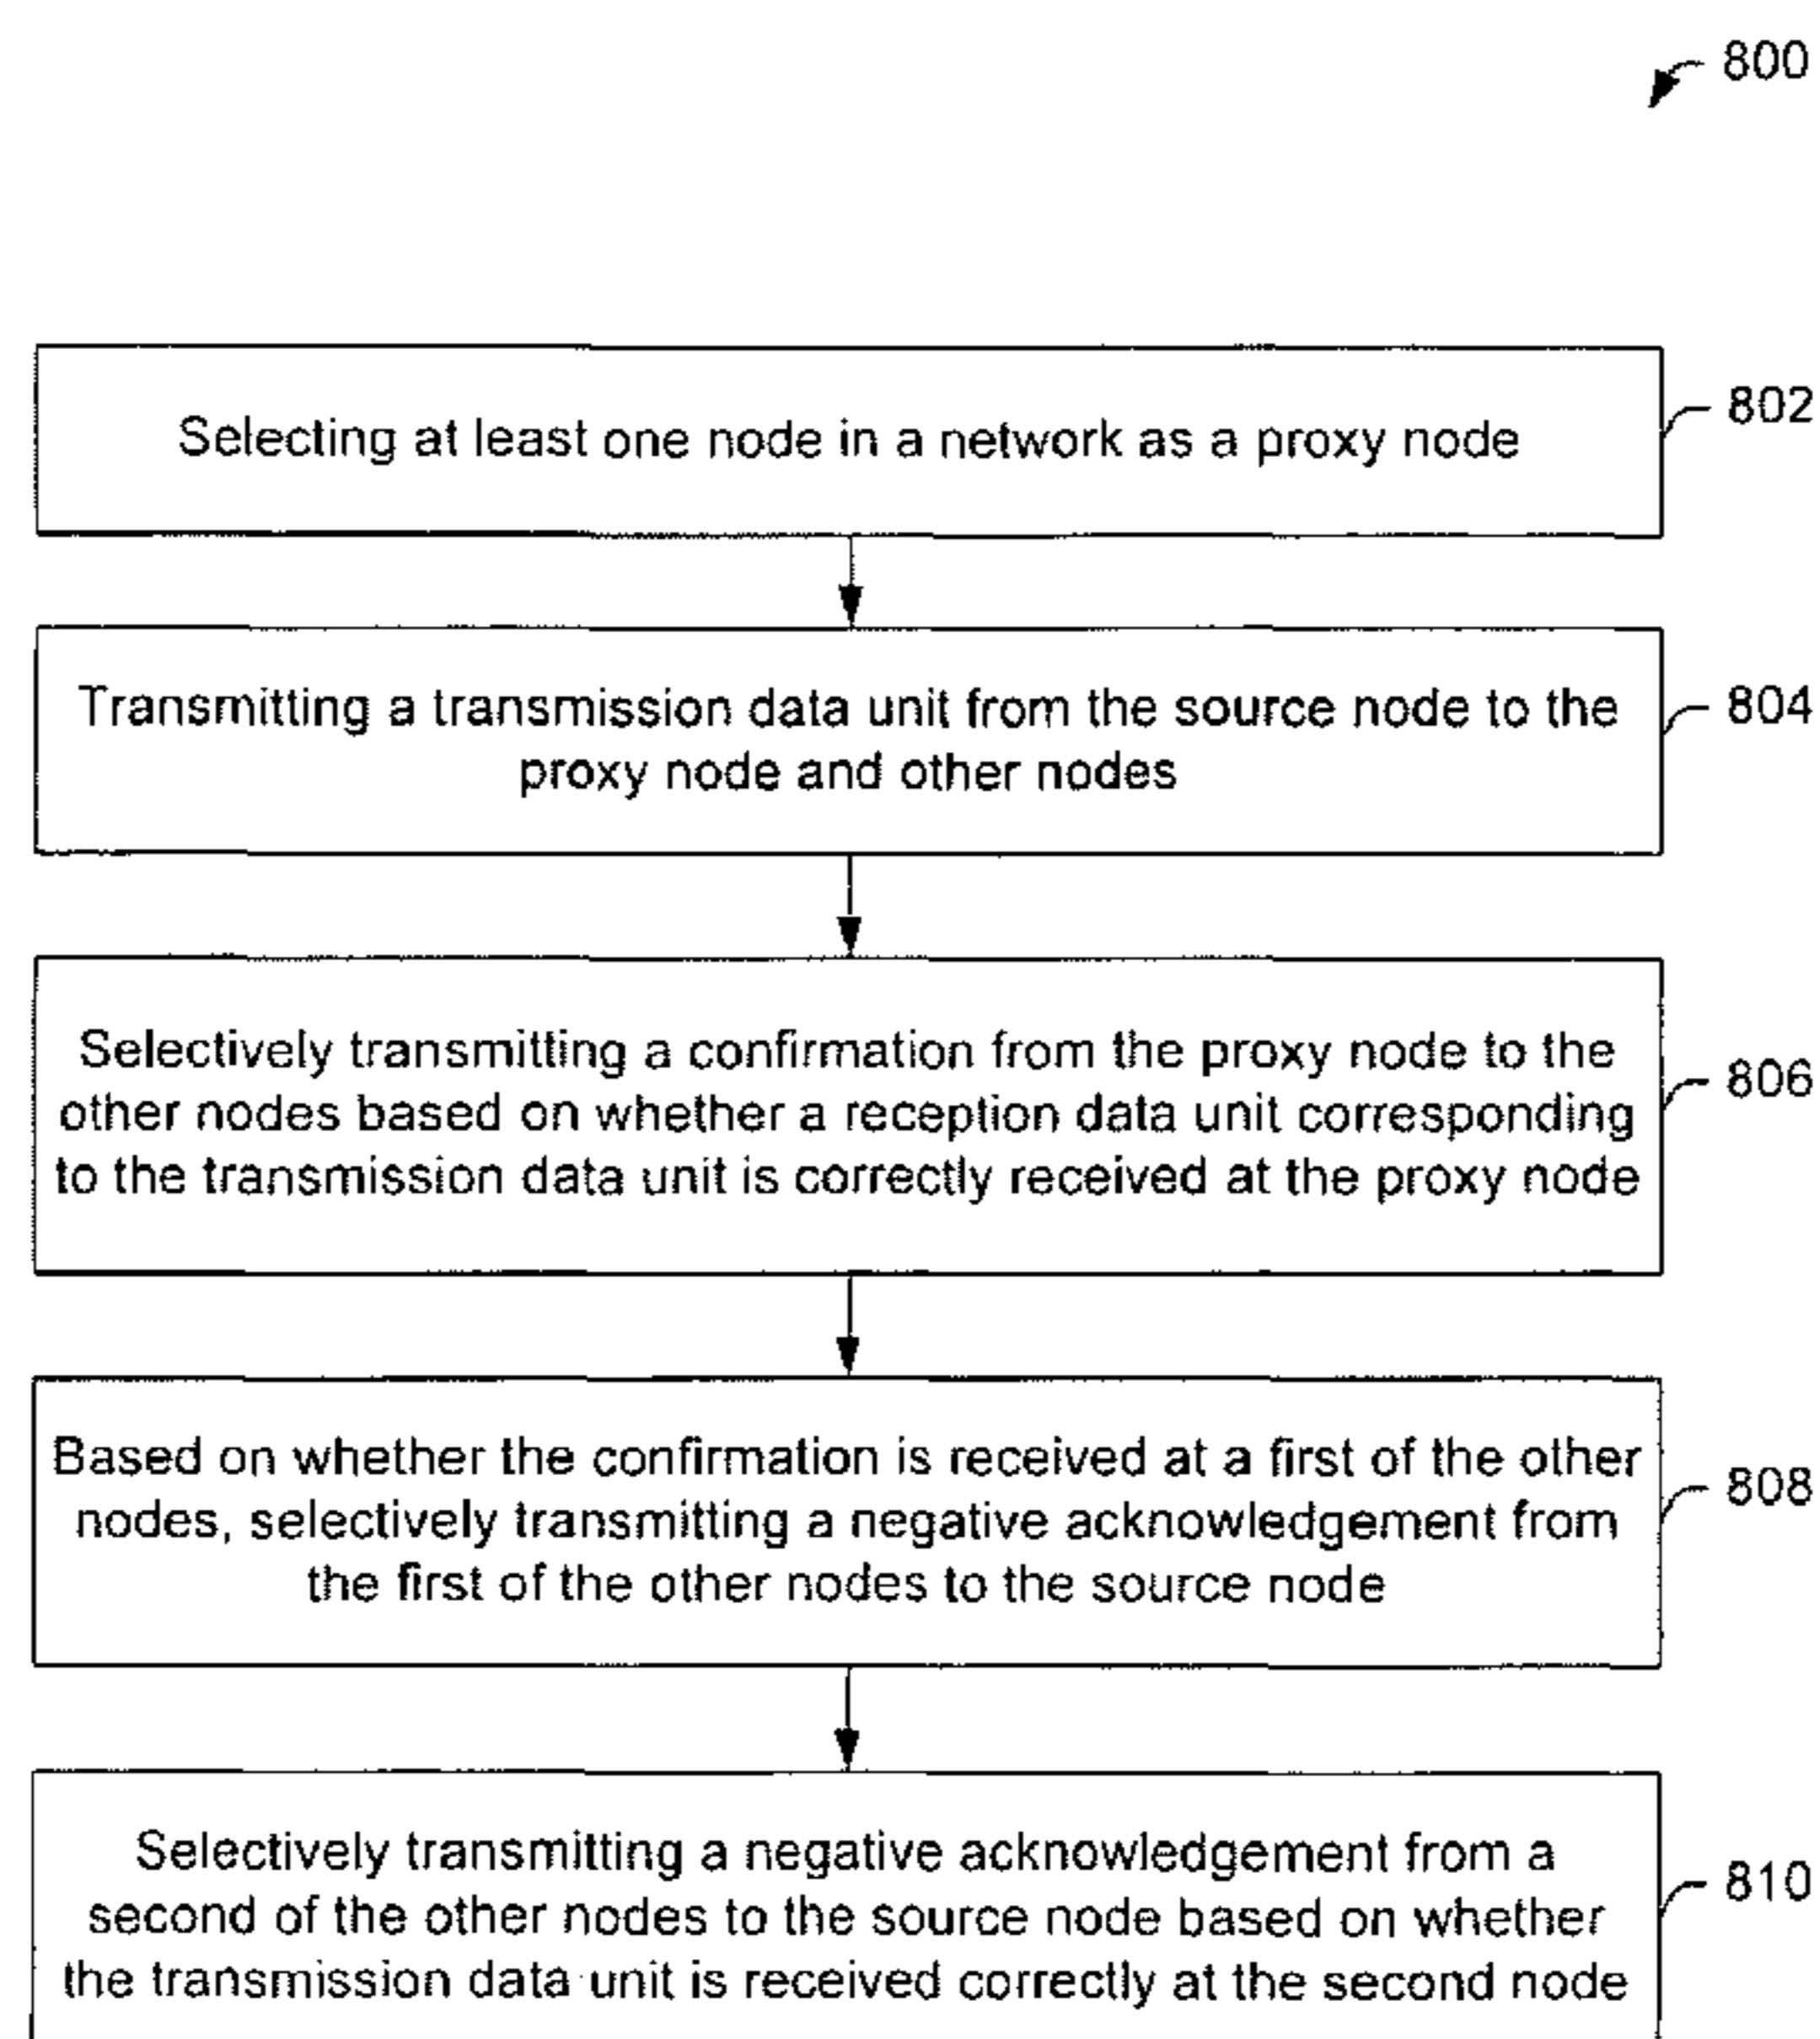 800
Selecting at least one node in a network as a proxy node
802
Transmitting a transmission data unit from the source node to the
proxy node and other nodes
804
Selectively transmitting a confirmation from the proxy node to the
other nodes based on whether a reception data unit corresponding
to the transmission data unit is correctly received at the proxy node
806
Based on whether the confirmation is received at a first of the other
nodes, selectively transmitting a negative acknowledgement from
the first of the other nodes to the source node
808
Selectively transmitting a negative acknowledgement from a
second of the other nodes to the source node based on whether
the transmission data unit is received correctly at the second node
810